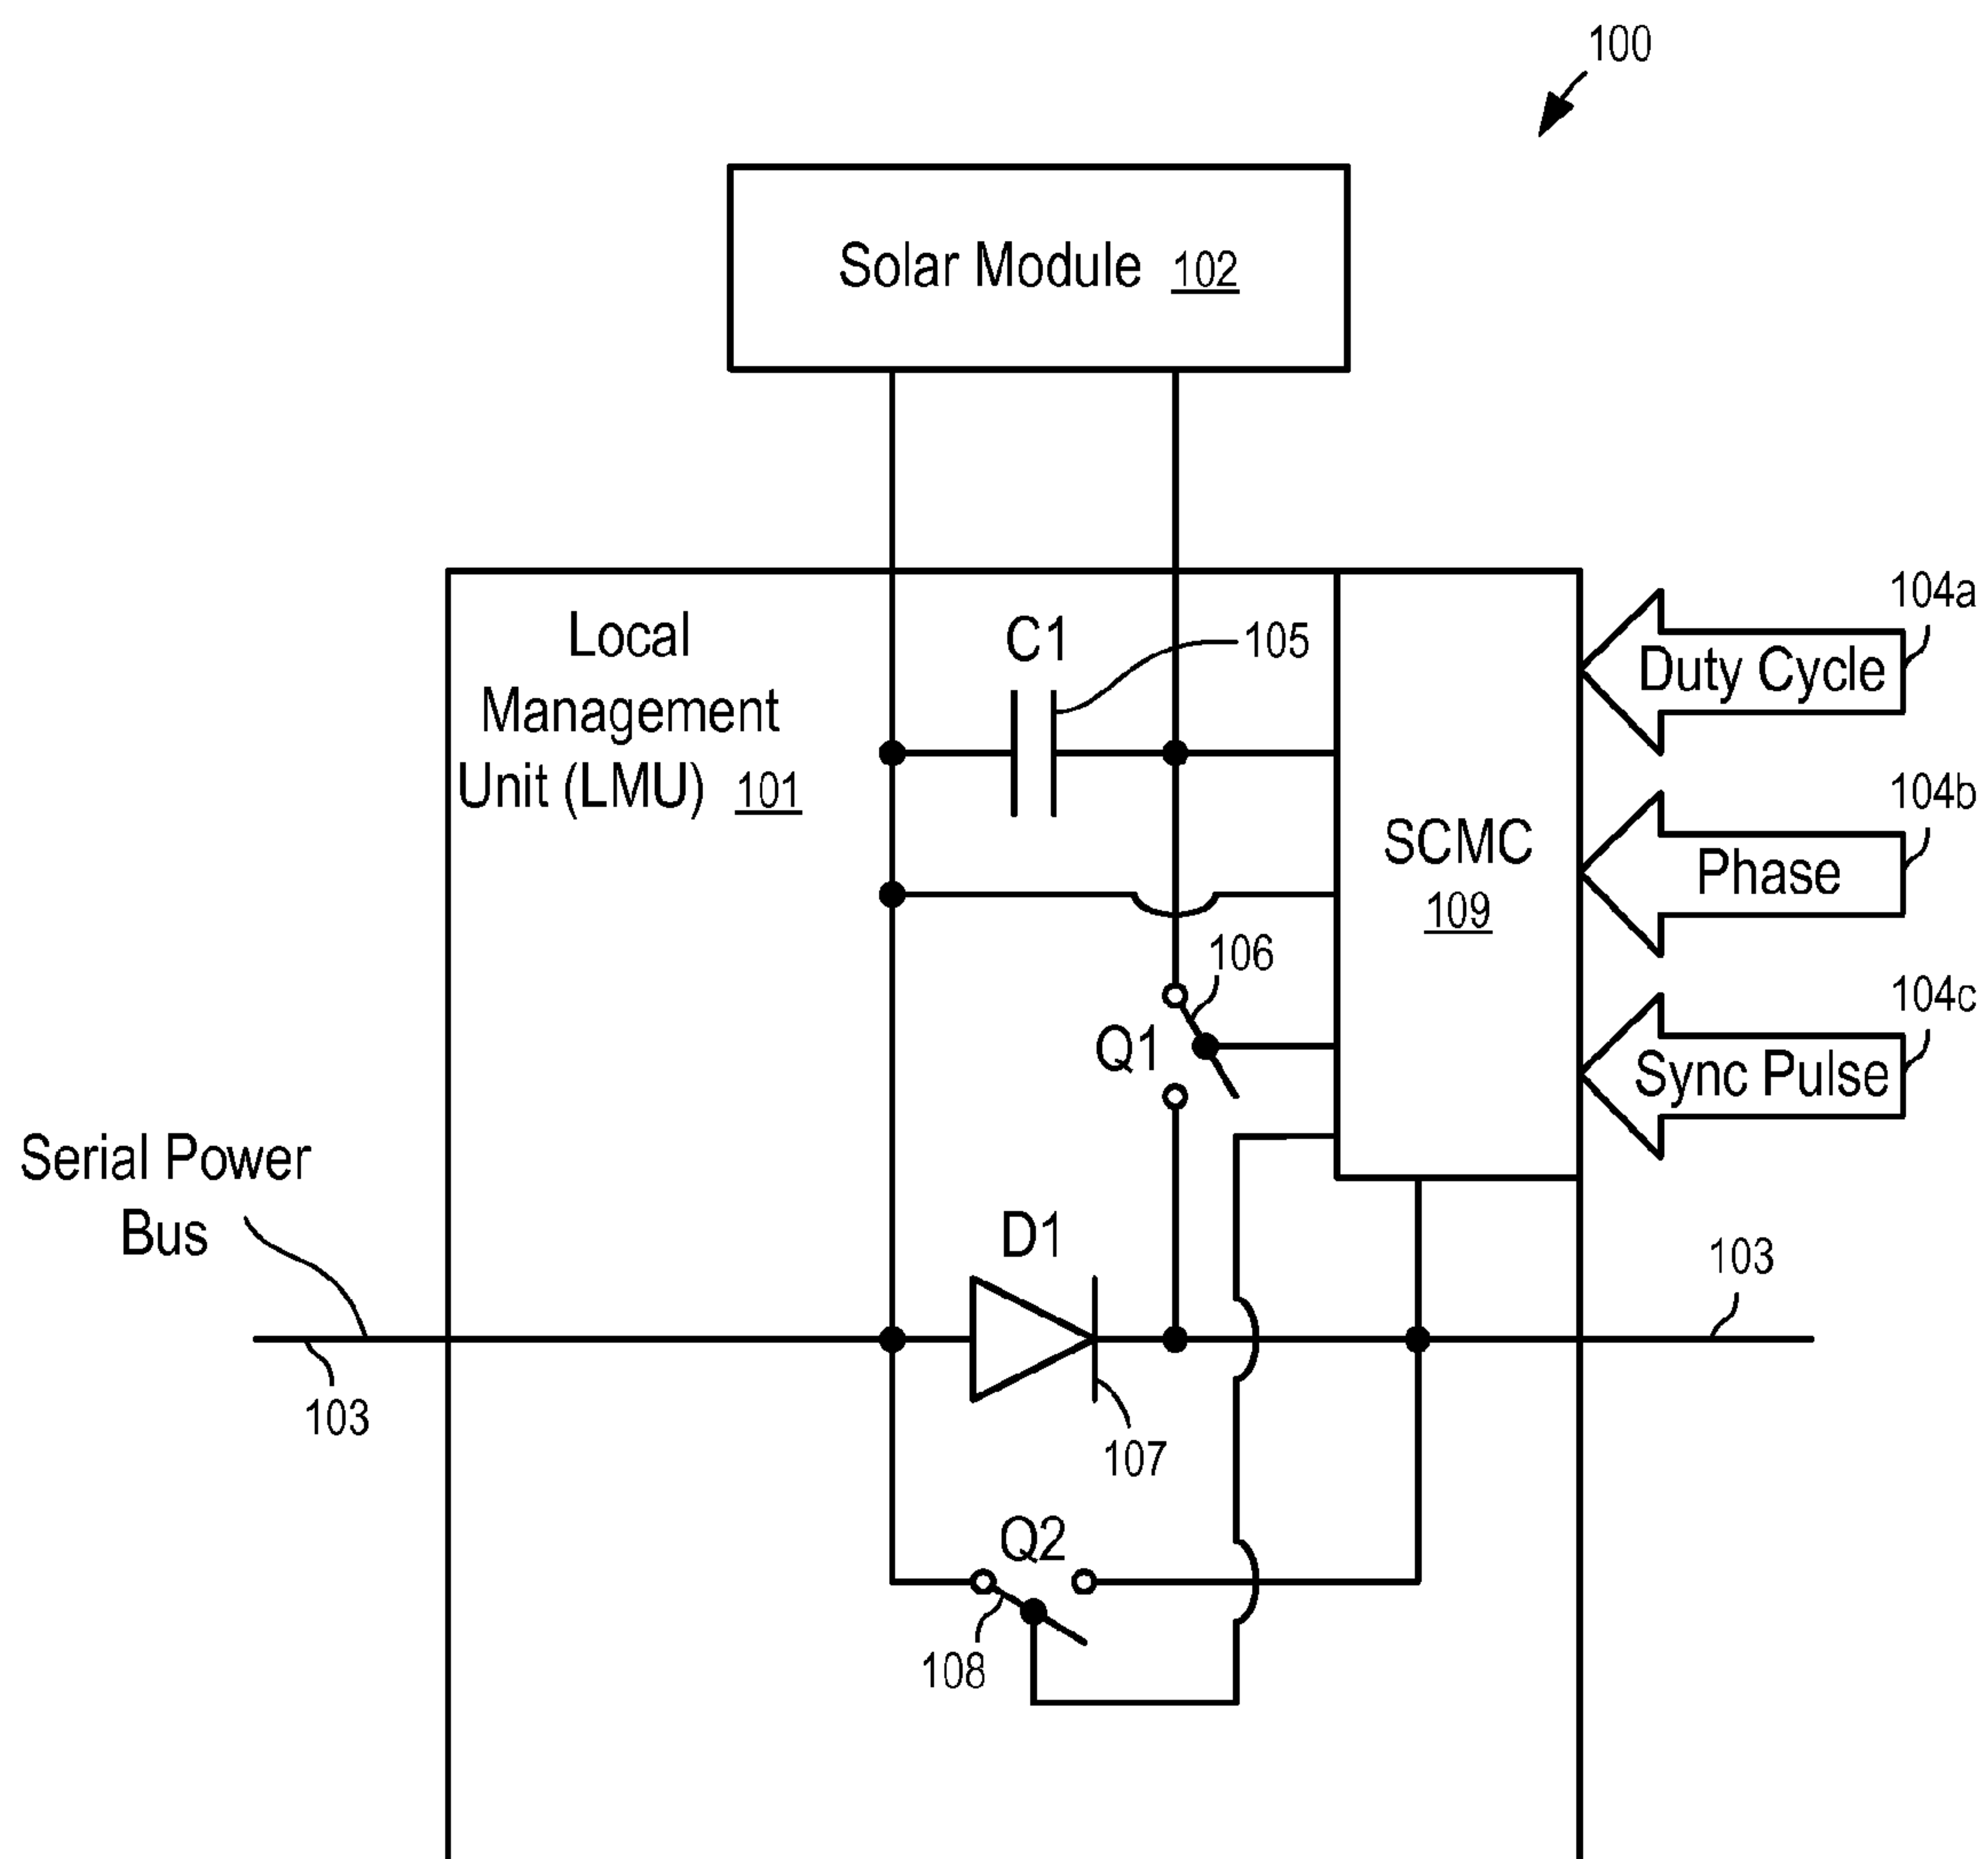 100
Solar Module 102
Local
Management
Unit (LMU) 101
C1
105
SCMC
109
104a
Duty Cycle
104b
Phase
104c
Sync Pulse
106
Q1
Serial Power
Bus
D1
103
103
107
Q2
108